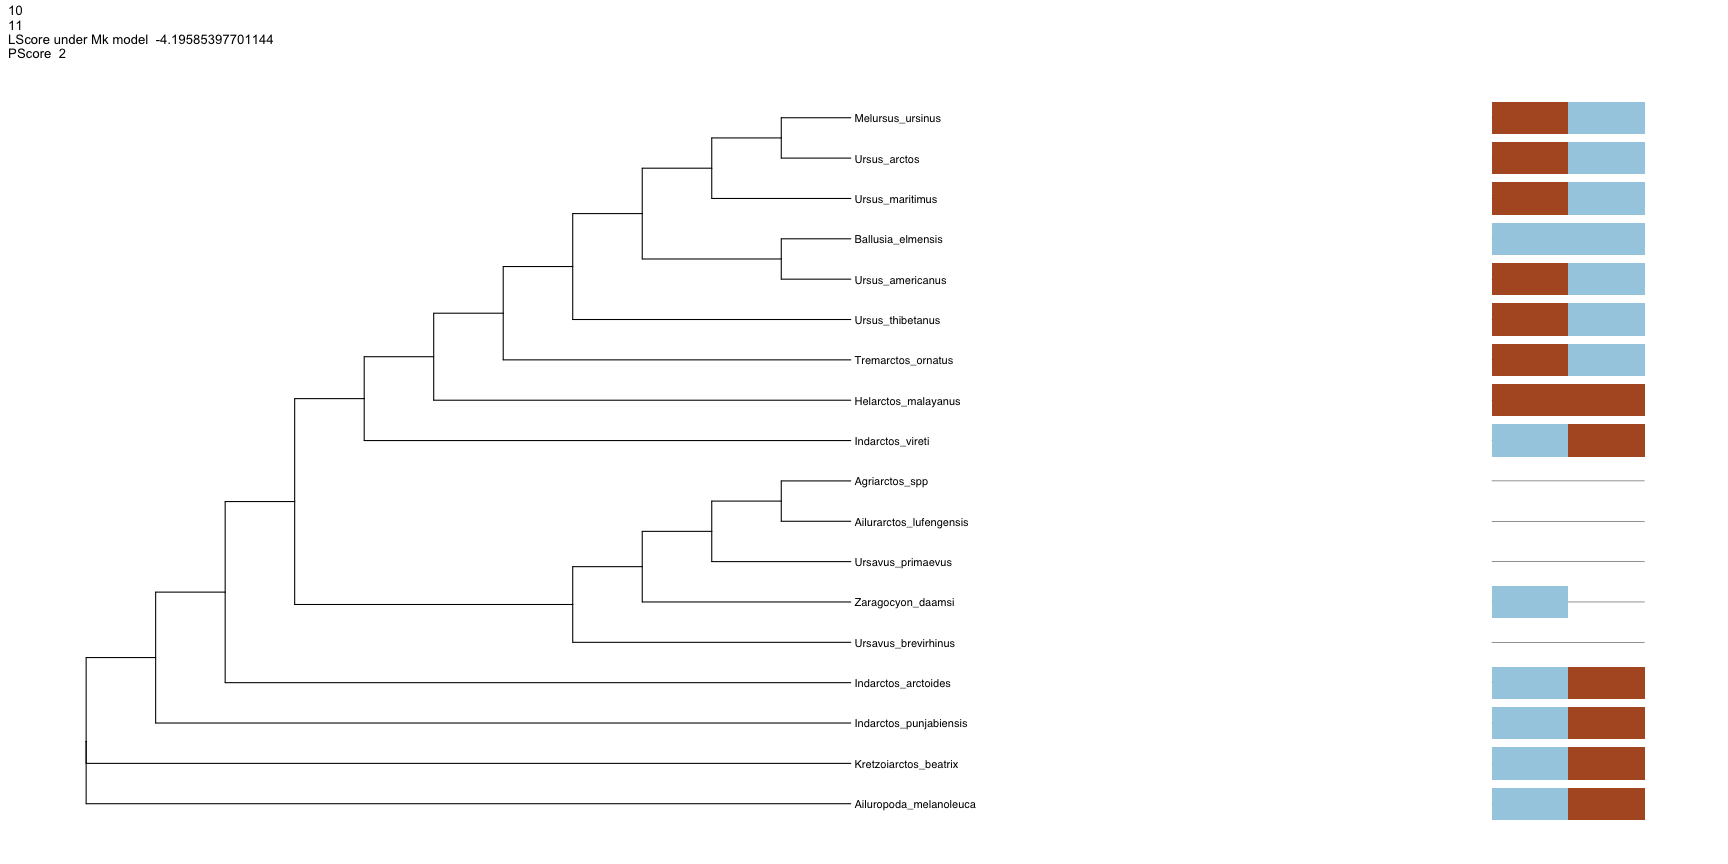 10
11
LScore under Mk model  -4.19585397701144
PScore  2
Melursus_ursinus
Ursus_arctos
Ursus_maritimus
Ballusia_elmensis
Ursus_americanus
Ursus_thibetanus
Tremarctos_ornatus
Helarctos_malayanus
Indarctos_vireti
Agriarctos_spp
Ailurarctos_lufengensis
Ursavus_primaevus
Zaragocyon_daamsi
Ursavus_brevirhinus
Indarctos_arctoides
Indarctos_punjabiensis
Kretzoiarctos_beatrix
Ailuropoda_melanoleuca